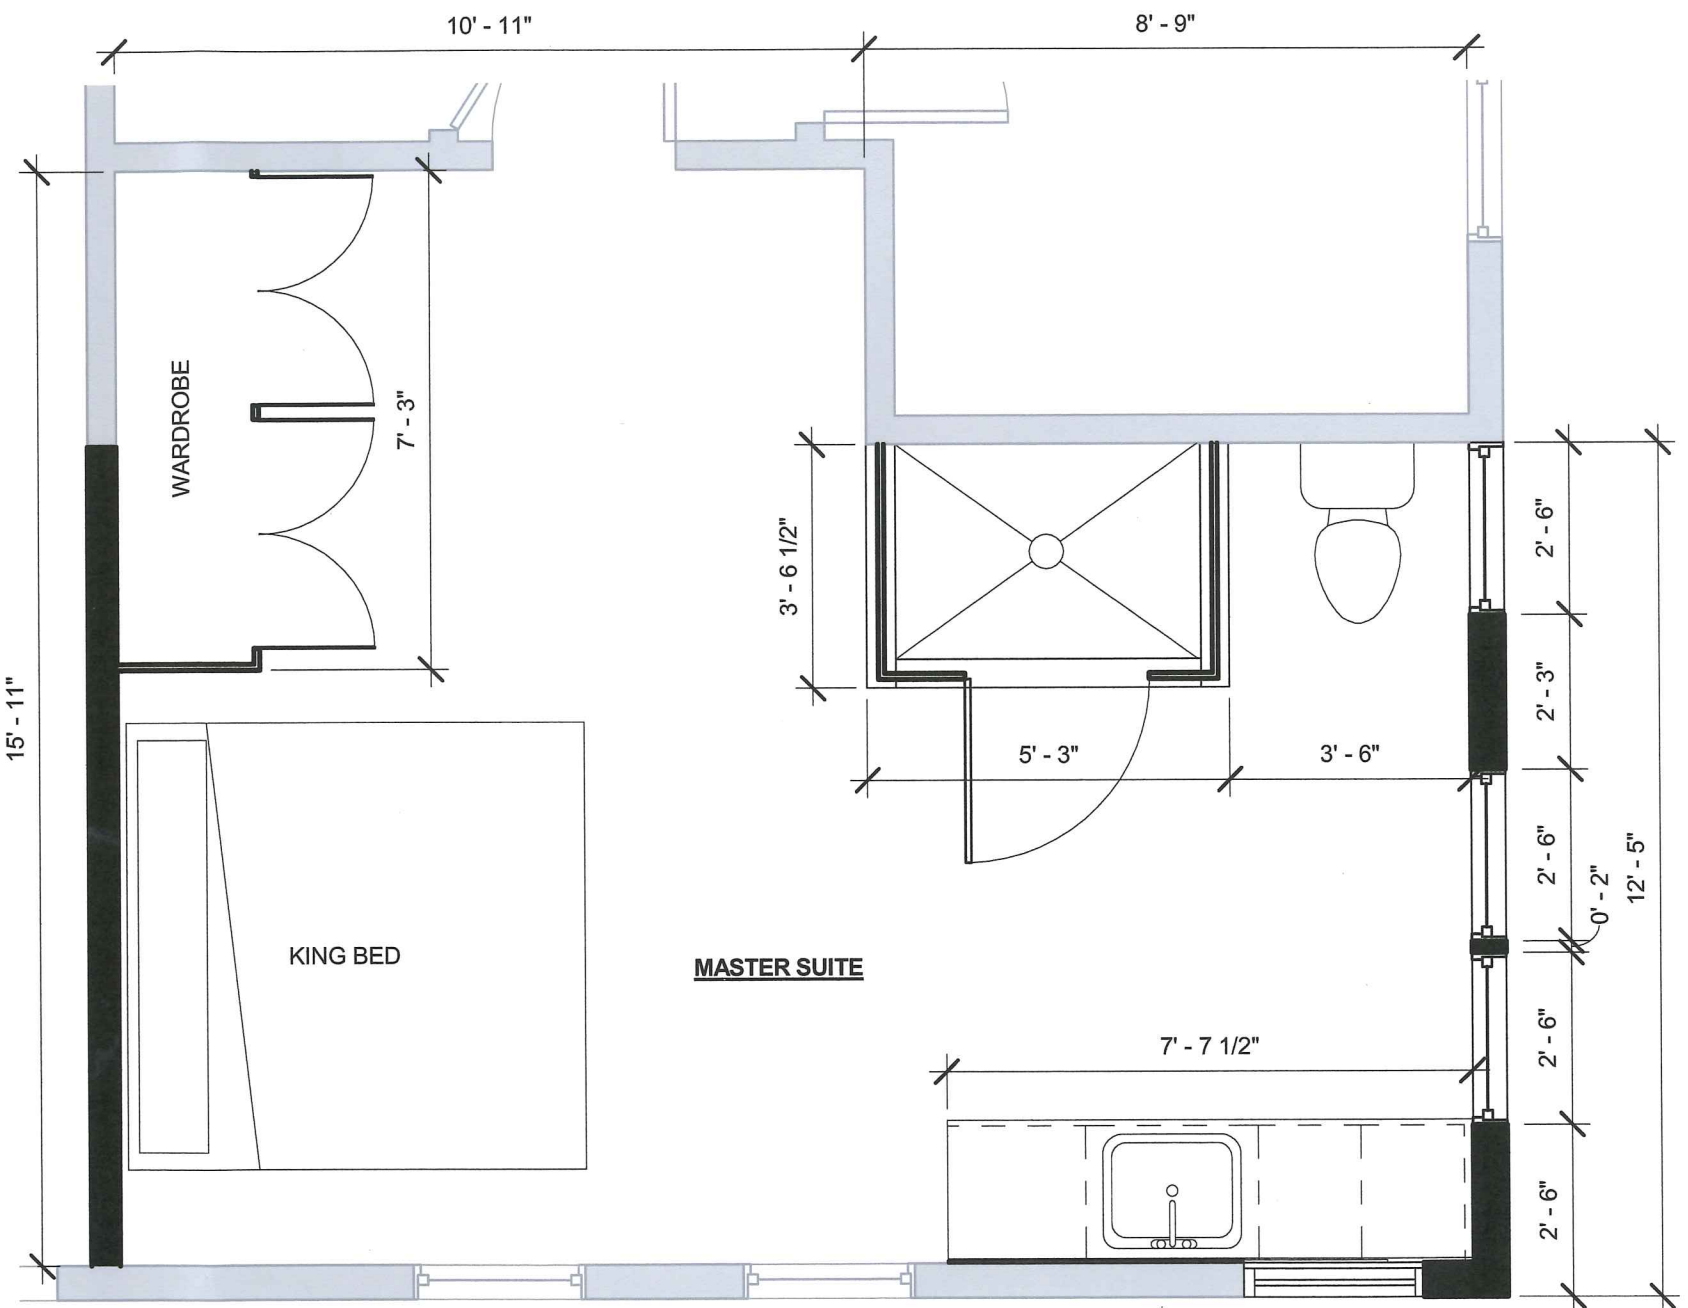 10' - 11"
8' - 9"
WARDROBE
7' - 3"
15' - 11"
3' - 6 1/2"
2' - 6"
2' - 3"
5' - 3"
3' - 6"
2' - 6"
0' - 2"
12' - 5"
KING BED
MASTER SUITE
2' - 6"
7' - 7 1/2"
2' - 6"